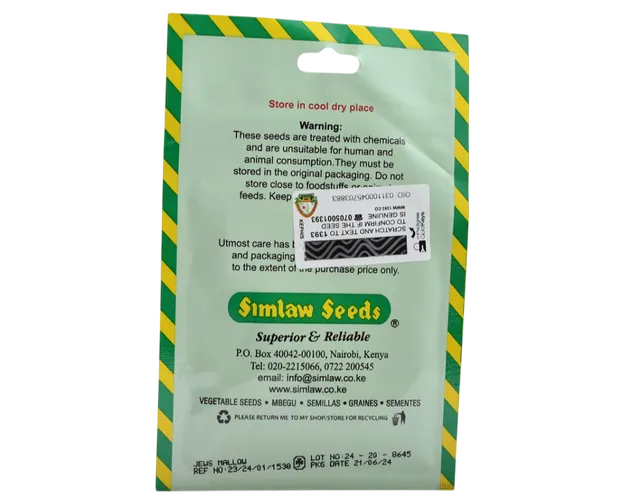 Store in cool dry place
Warning:
These seeds are treated with chemicals
and are unsuitable for human and
animal consumption.They must be
stored in the original packaging. Do not
store close to foodstuffs or
feeds. Keep
SCRATCH AND TEXT TO 1393
TO CONFIRM IF THE SEED
IS GENUINE ☎ 0705001393
www.1393.co
OID: 0311000457038883
KEPHIS
Utmost care has
and packaging
to the extent of the purchase price only.
Simlaw Seeds ®
Superior & Reliable
P.O. Box 40042-00100, Nairobi, Kenya
Tel: 020-2215066, 0722 200545
email: info@simlaw.co.ke
www.simlaw.co.ke
VEGETABLE SEEDS • MBEGU • SEMILLAS • GRAINES • SEMENTES
PLEASE RETURN ME TO MY SHOP/STORE FOR RECYCLING
JEWS MALLOW LOT NO:24 - 20 - 0645
REF NO:23/24/01/1530 PKG DATE 21/06/24